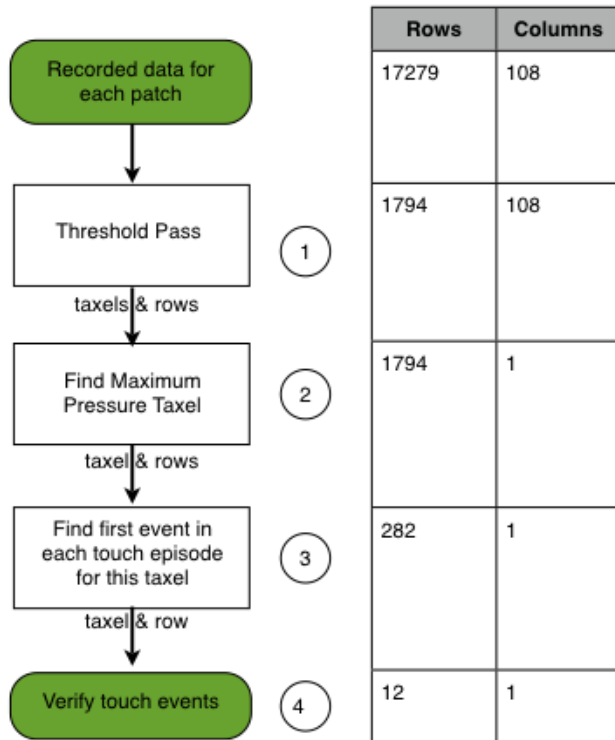 Rows Columns
Recorded data for
each patch
17279 108
Threshold Pass
1
1794 108
taxels & rows
Find Maximum
Pressure Taxel
2
1794 1
taxel & rows
Find first event in
each touch episode
for this taxel
3
282 1
taxel & row
Verify touch events
4
12 1